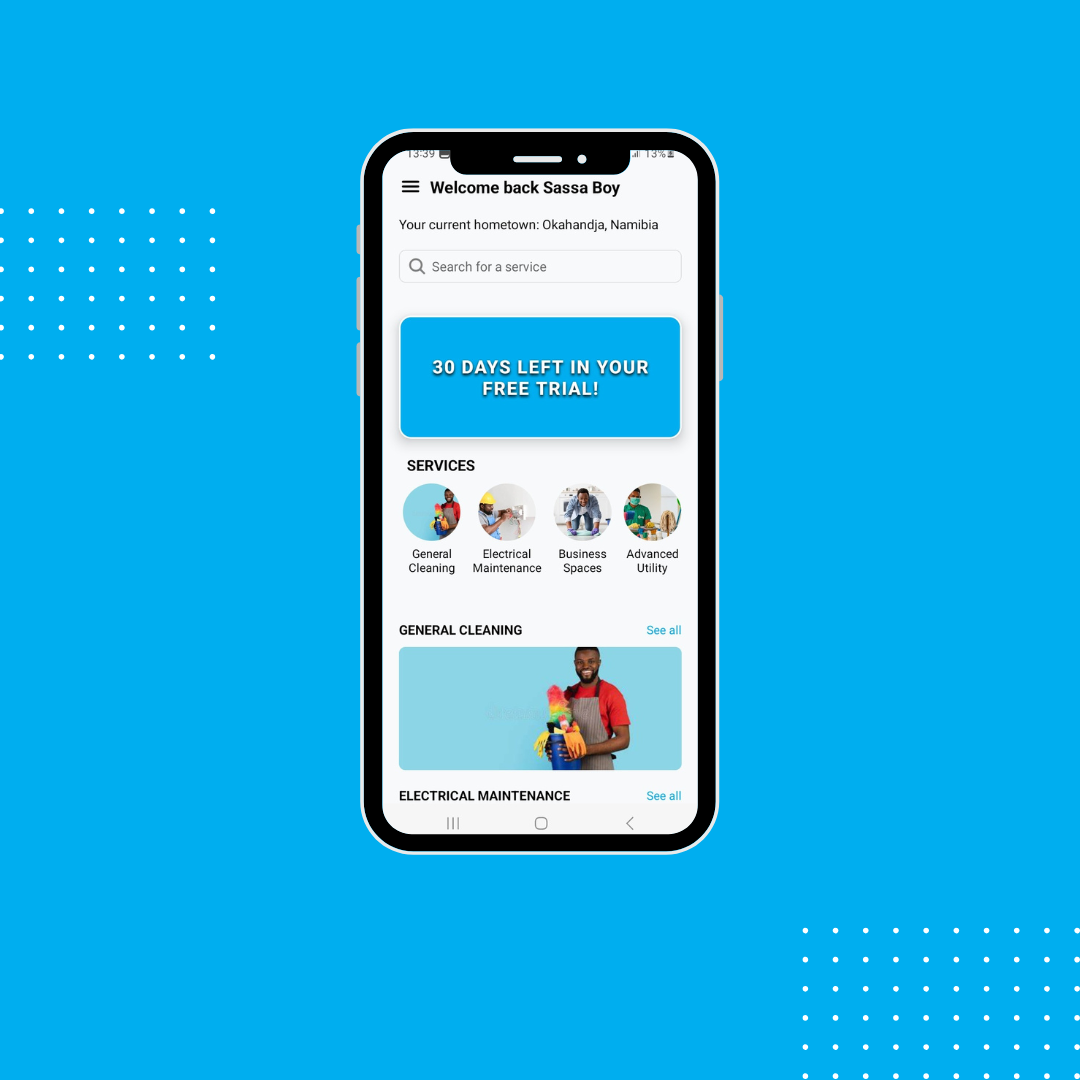 13:39 13%
Welcome back Sassa Boy
Your current hometown: Okahandja, Namibia
Search for a service
30 DAYS LEFT IN YOUR
FREE TRIAL!
SERVICES
General
Cleaning
Electrical
Maintenance
Business
Spaces
Advanced
Utility
GENERAL CLEANING See all
ELECTRICAL MAINTENANCE See all